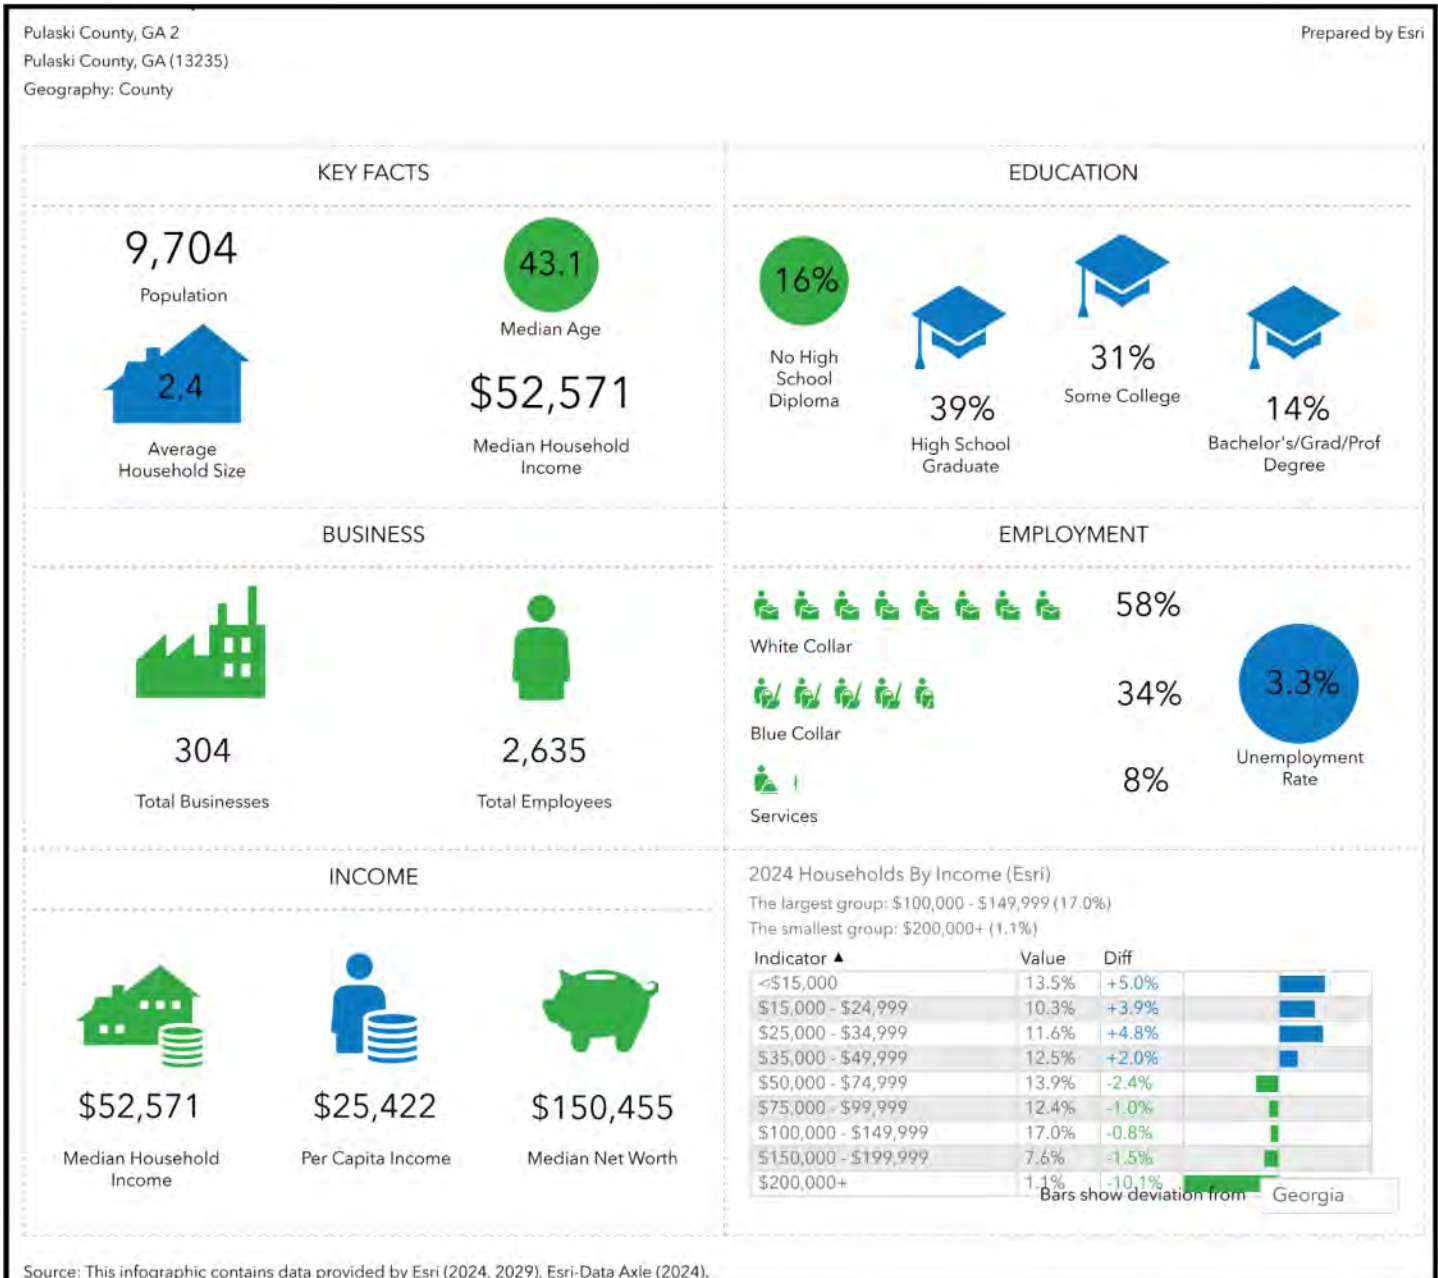 Pulaski County, GA 2
Prepared by Esri
Pulaski County, GA (13235)
Geography: County
KEY FACTS
9,704
Population
43.1
Median Age
2.4
Average
Household Size
$52,571
Median Household
Income
EDUCATION
16%
No High
School
Diploma
39%
High School
Graduate
31%
Some College
14%
Bachelor's/Grad/Prof
Degree
BUSINESS
304
Total Businesses
2,635
Total Employees
EMPLOYMENT
58%
White Collar
34%
Blue Collar
8%
Services
3.3%
Unemployment
Rate
INCOME
$52,571
Median Household
Income
$25,422
Per Capita Income
$150,455
Median Net Worth
2024 Households By Income (Esri)
The largest group: $100,000 - $149,999 (17.0%)
The smallest group: $200,000+ (1.1%)
Indicator ▲ Value Diff
<$15,000 13.5% +5.0%
$15,000 - $24,999 10.3% +3.9%
$25,000 - $34,999 11.6% +4.8%
$35,000 - $49,999 12.5% +2.0%
$50,000 - $74,999 13.9% -2.4%
$75,000 - $99,999 12.4% -1.0%
$100,000 - $149,999 17.0% -0.8%
$150,000 - $199,999 7.6% -1.5%
$200,000+ 1.1% -10.1%
Bars show deviation from Georgia
Source: This infographic contains data provided by Esri (2024, 2029), Esri-Data Axle (2024).